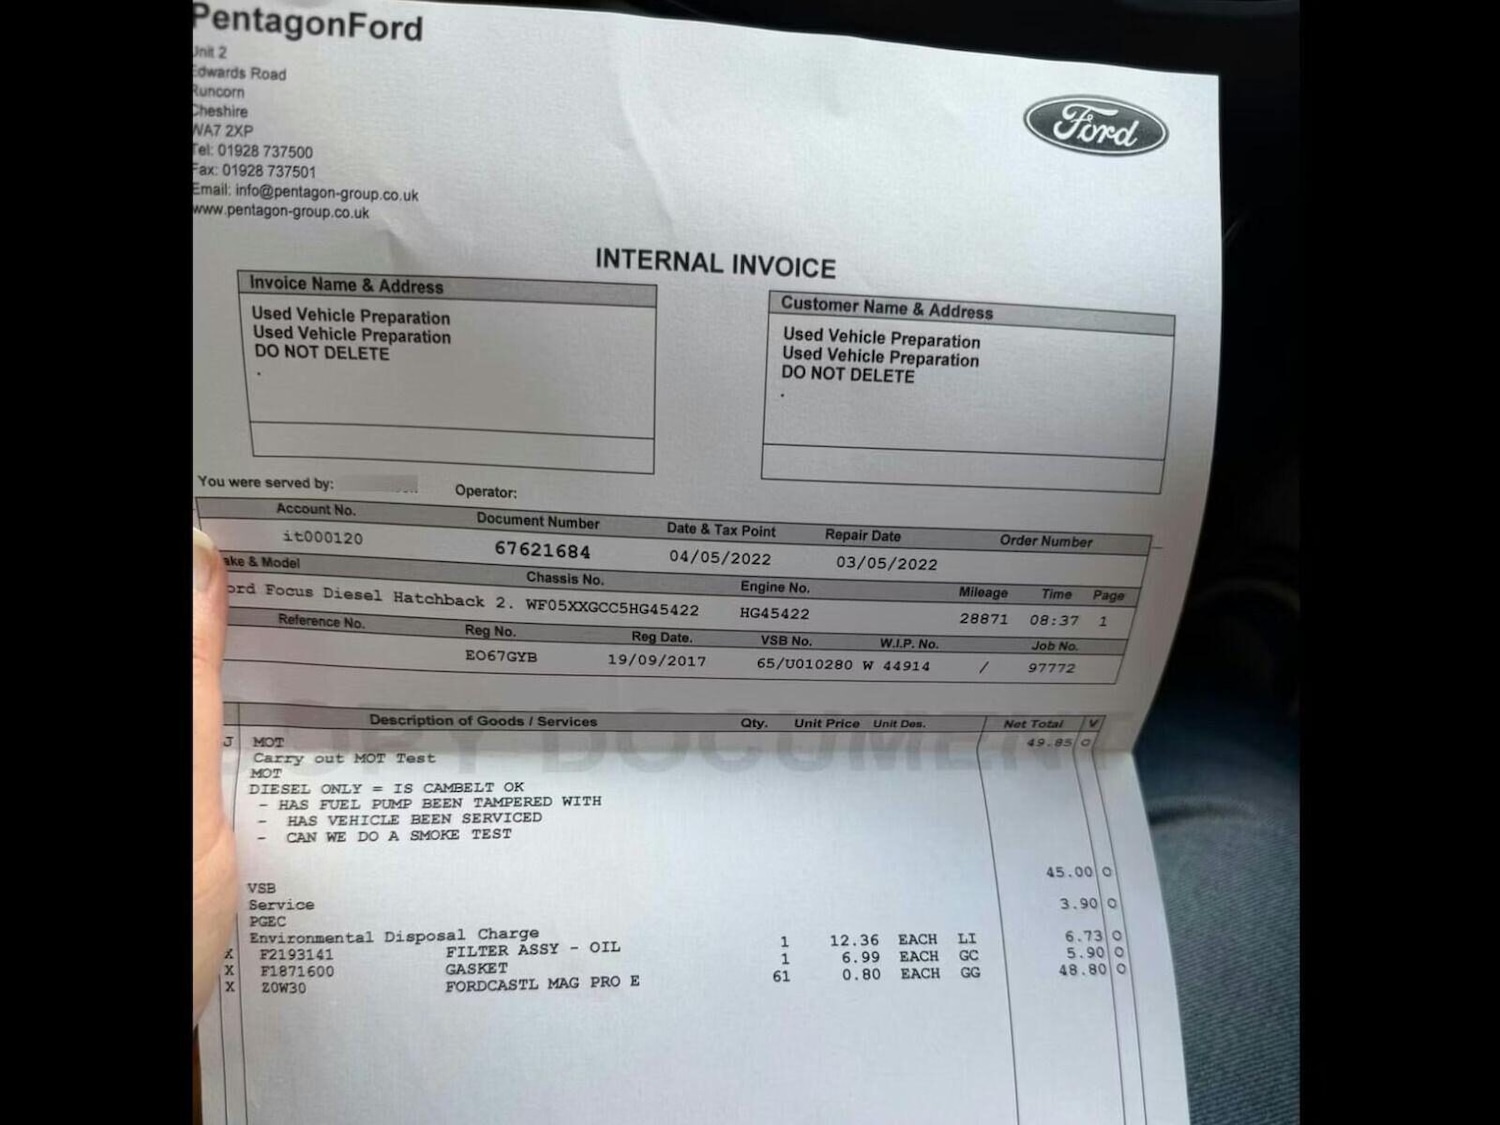 PentagonFord
Unit 2
Edwards Road
Runcorn
Cheshire
WA7 2XP
Tel: 01928 737500
Fax: 01928 737501
Email: info@pentagon-group.co.uk
www.pentagon-group.co.uk
Ford
INTERNAL INVOICE
Invoice Name & Address
Used Vehicle Preparation
Used Vehicle Preparation
DO NOT DELETE
.
Customer Name & Address
Used Vehicle Preparation
Used Vehicle Preparation
DO NOT DELETE
.
You were served by:
Operator:
Account No. Document Number Date & Tax Point Repair Date Order Number
it000120 67621684 04/05/2022 03/05/2022
ake & Model Chassis No. Engine No. Mileage Time Page
ord Focus Diesel Hatchback 2. WF05XXGCC5HG45422 HG45422 28871 08:37 1
Reference No. Reg No. Reg Date. VSB No. W.I.P. No. Job No.
EO67GYB 19/09/2017 65/U010280 W 44914 / 97772
COPY DOCUMENT
Description of Goods / Services Qty. Unit Price Unit Des. Net Total V
J MOT 49.85 O
Carry out MOT Test
MOT
DIESEL ONLY = IS CAMBELT OK
- HAS FUEL PUMP BEEN TAMPERED WITH
- HAS VEHICLE BEEN SERVICED
- CAN WE DO A SMOKE TEST
VSB 45.00 O
Service
PGEC 3.90 O
Environmental Disposal Charge
X F2193141 FILTER ASSY - OIL 1 12.36 EACH LI 6.73 O
X F1871600 GASKET 1 6.99 EACH GC 5.90 O
X Z0W30 FORDCASTL MAG PRO E 61 0.80 EACH GG 48.80 O